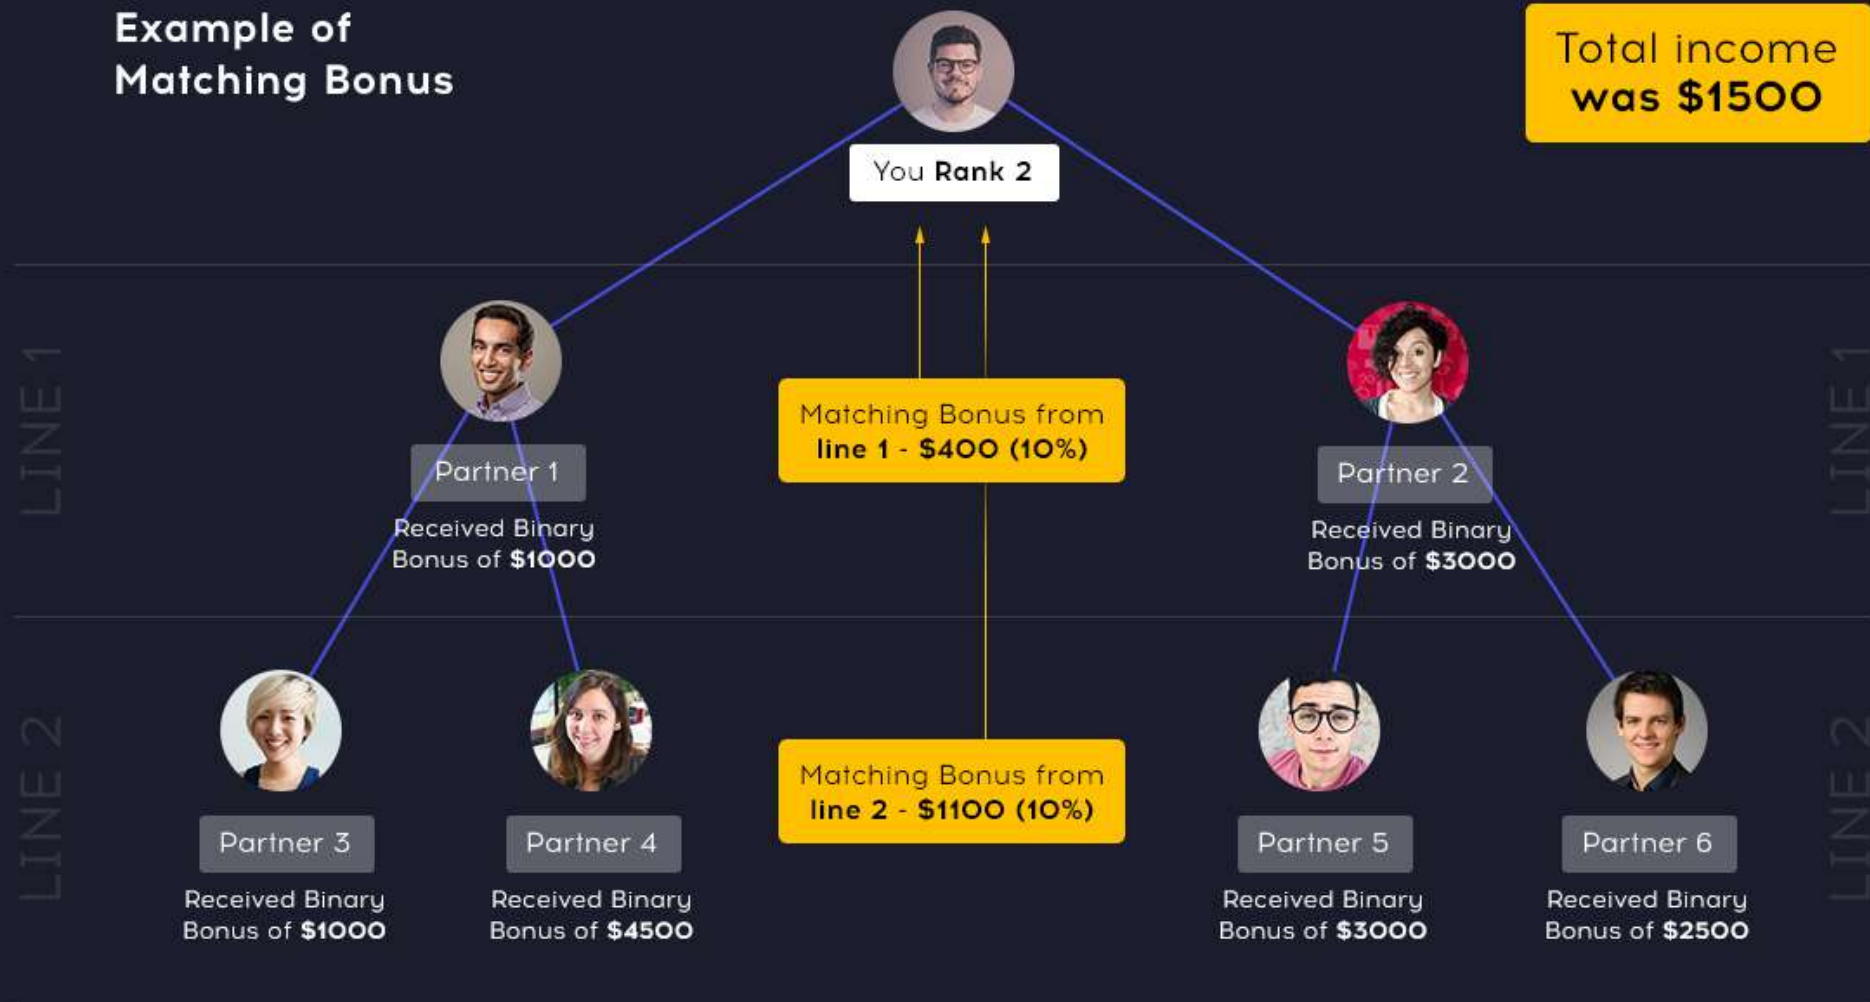 Example of
Matching Bonus
Total income
was $1500
You Rank 2
LINE 1
LINE 1
Partner 1
Received Binary
Bonus of $1000
Matching Bonus from
line 1 - $400 (10%)
Partner 2
Received Binary
Bonus of $3000
LINE 2
LINE 2
Partner 3
Received Binary
Bonus of $1000
Partner 4
Received Binary
Bonus of $4500
Matching Bonus from
line 2 - $1100 (10%)
Partner 5
Received Binary
Bonus of $3000
Partner 6
Received Binary
Bonus of $2500